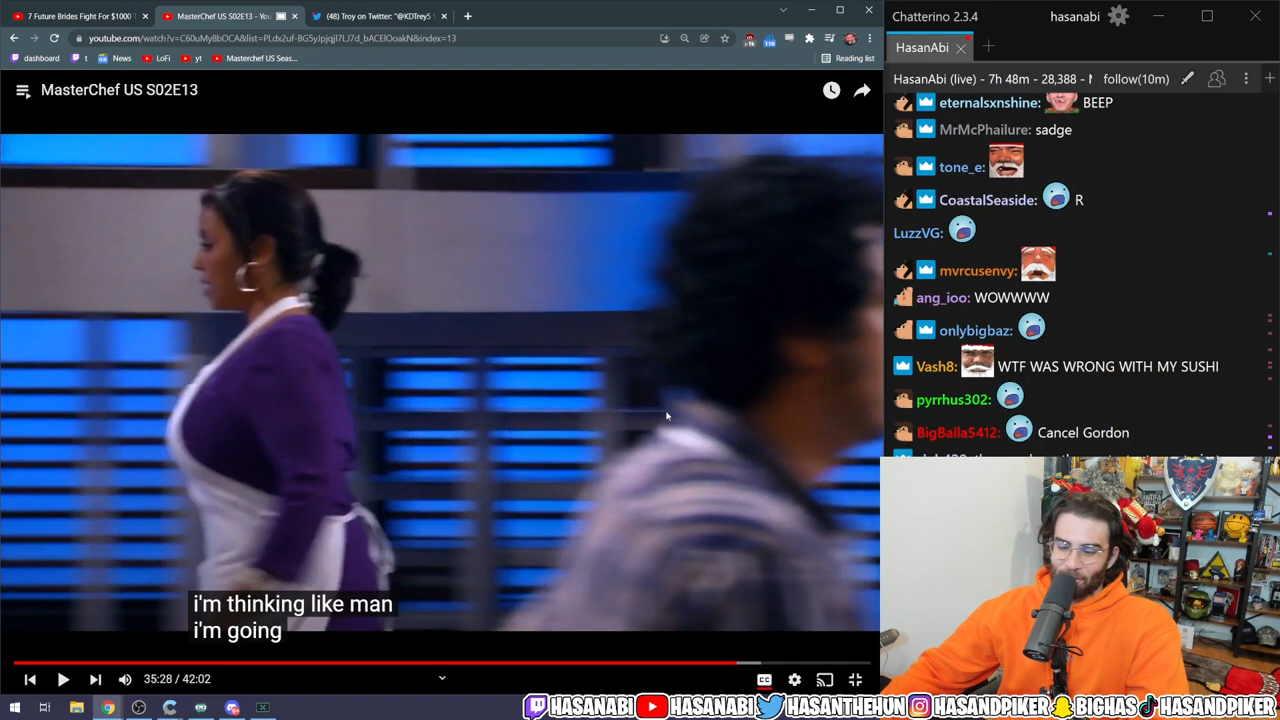 7 Future Brides Fight For $1000
MasterChef US S02E13 - You
(48) Troy on Twitter: "@KDTrey5
youtube.com/watch?v=C60uMy8bOCA&list=PLdx2uf-BG5yJpjqjl7LJ7d_bACElOoakN&index=13
dashboard
t
News
LoFi
yt
Masterchef US Seas...
Reading list
MasterChef US S02E13
i'm thinking like man
i'm going
35:28 / 42:02
Chatterino 2.3.4
hasanabi
HasanAbi
HasanAbi (live) - 7h 48m - 28,388 -
follow(10m)
eternalsxnshine: BEEP
MrMcPhailure: sadge
tone_e:
CoastalSeaside: R
LuzzVG:
mvrcusenvy:
ang_ioo: WOWWWW
onlybigbaz:
Vash8: WTF WAS WRONG WITH MY SUSHI
pyrrhus302:
BigBalla5412: Cancel Gordon
HASANABI HASANABI HASANTHEHUN HASANDPIKER BIGHAS HASANDPIKER